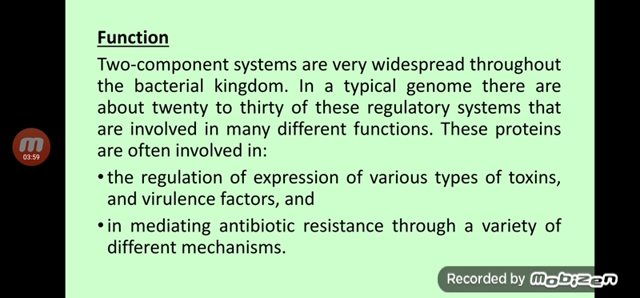 Function
Two-component systems are very widespread throughout
the bacterial kingdom. In a typical genome there are
about twenty to thirty of these regulatory systems that
are involved in many different functions. These proteins
are often involved in:
•the regulation of expression of various types of toxins,
and virulence factors, and
•in mediating antibiotic resistance through a variety of
different mechanisms.
m
03:59
Recorded by mobizen